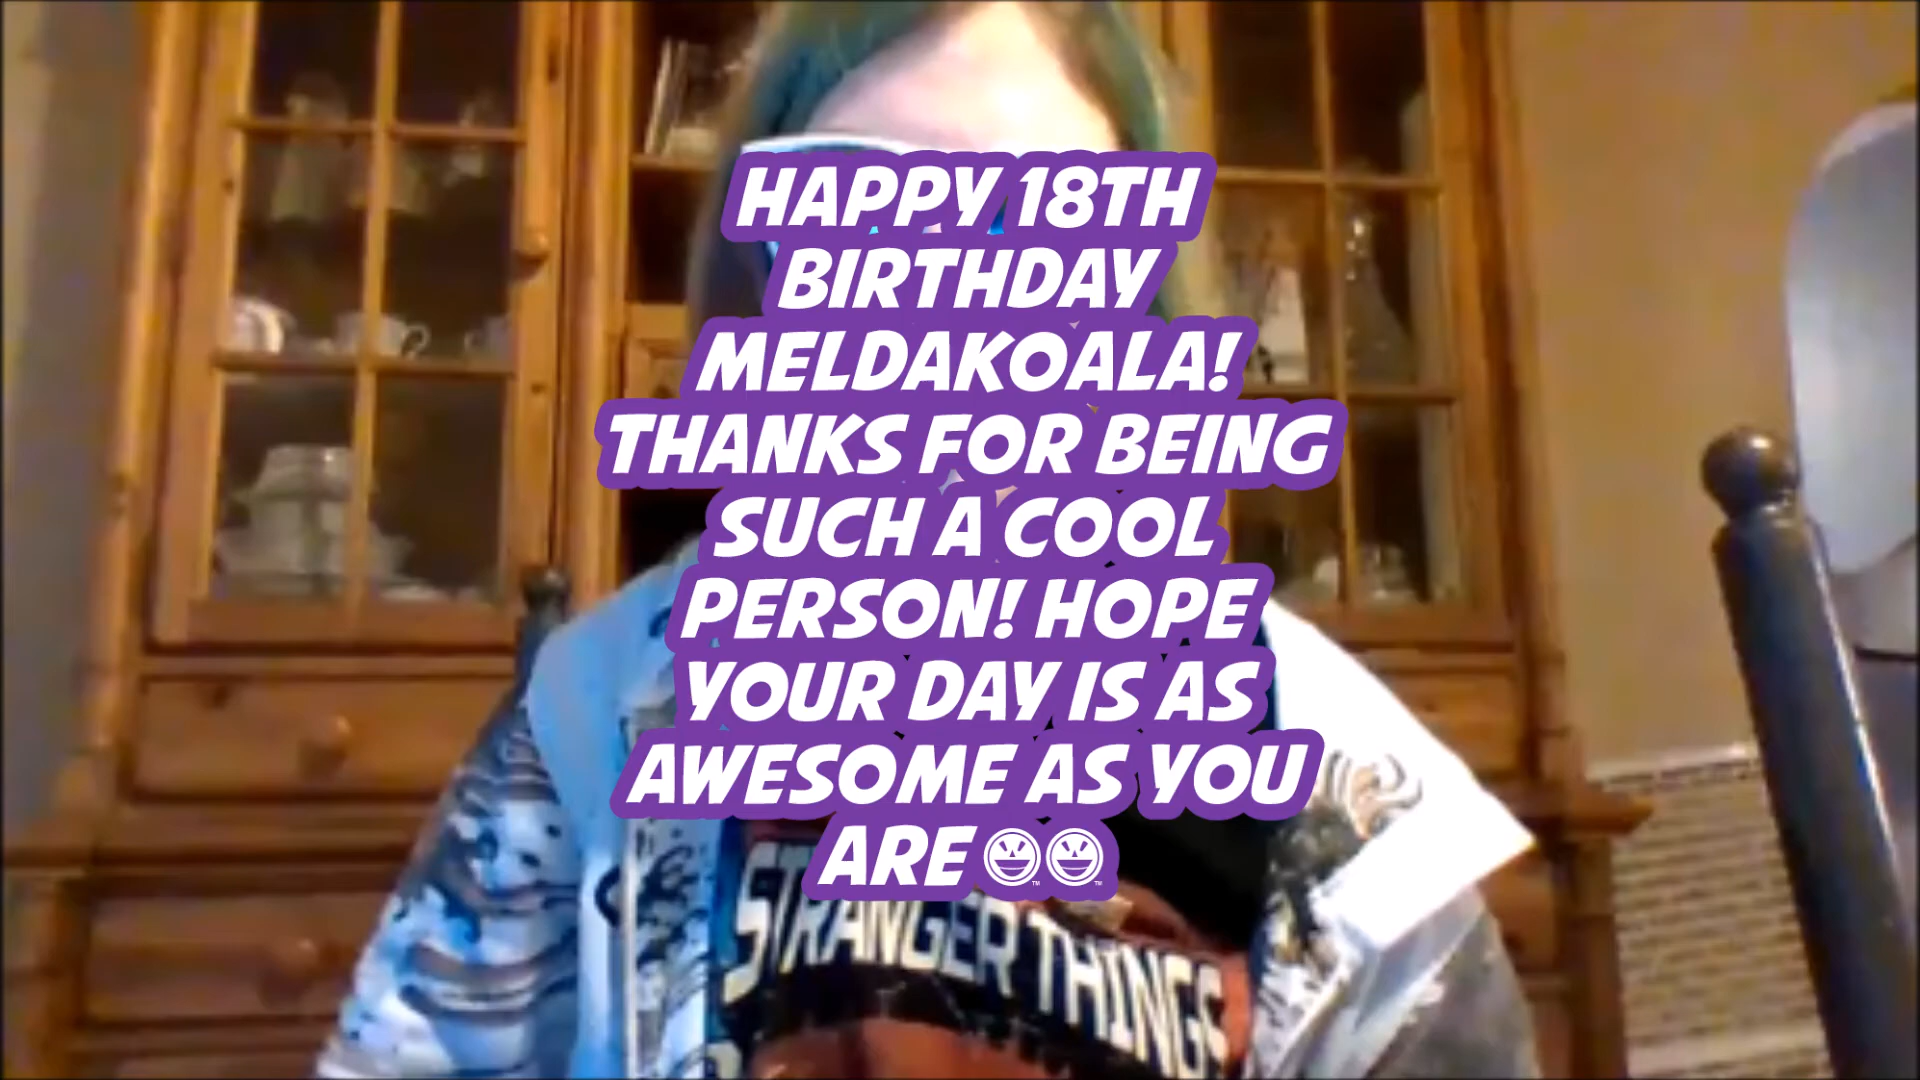 HAPPY 18TH
BIRTHDAY
MELDAKOALA!
THANKS FOR BEING
SUCH A COOL
PERSON! HOPE
YOUR DAY IS AS
AWESOME AS YOU
ARE
STRANGER THINGS